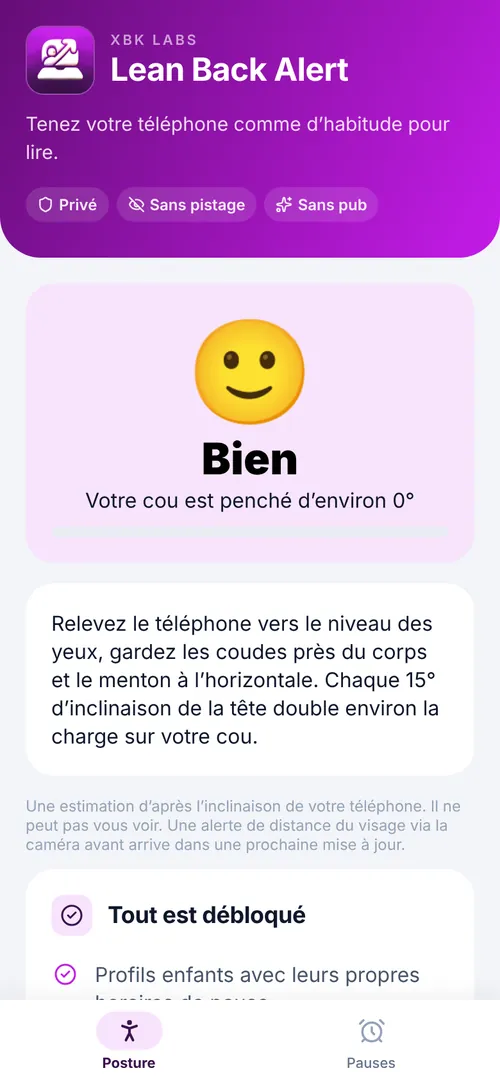 XBK LABS
Lean Back Alert
Tenez votre téléphone comme d’habitude pour
lire.
Privé
Sans pistage
Sans pub
Bien
Votre cou est penché d’environ 0°
Relevez le téléphone vers le niveau des
yeux, gardez les coudes près du corps
et le menton à l’horizontale. Chaque 15°
d’inclinaison de la tête double environ la
charge sur votre cou.
Une estimation d’après l’inclinaison de votre téléphone. Il ne
peut pas vous voir. Une alerte de distance du visage via la
caméra avant arrive dans une prochaine mise à jour.
Tout est débloqué
Profils enfants avec leurs propres
horaires de pause
Posture
Pauses